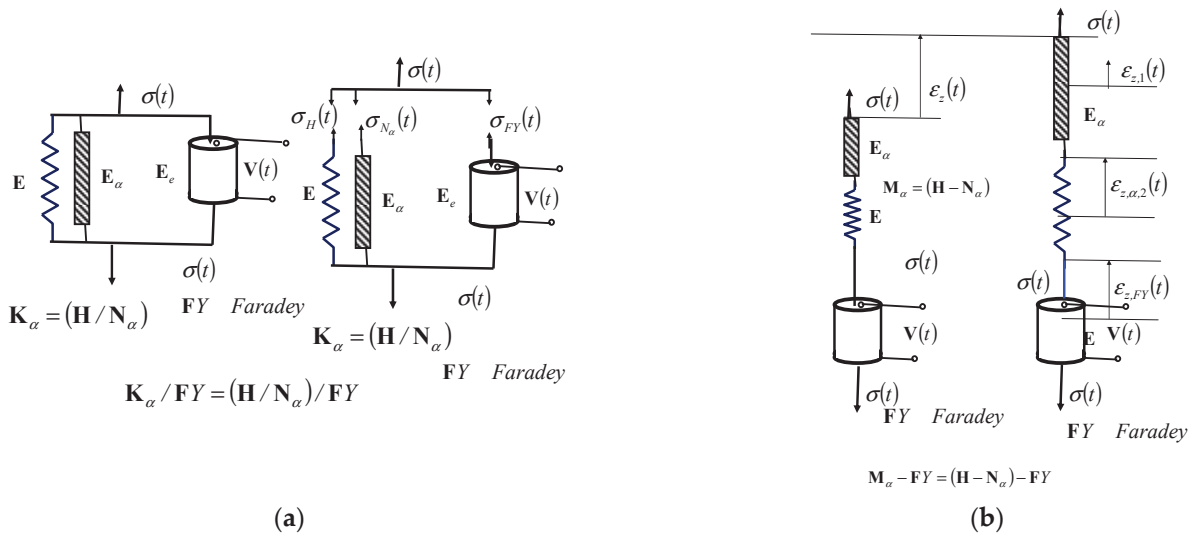 σ(t)
E
E_α
E_e
V(t)
σ(t)
K_α = (H / N_α)
FY Faradey
σ(t)
σ_H(t)
σ_{N_α}(t)
σ_{FY}(t)
E
E_α
E_e
V(t)
σ(t)
K_α = (H / N_α)
FY Faradey
K_α / FY = (H / N_α) / FY
(a)
σ(t)
ε_z(t)
E_α
M_α = (H − N_α)
E
σ(t)
V(t)
σ(t)
FY Faradey
σ(t)
ε_{z,1}(t)
E_α
ε_{z,α,2}(t)
σ(t)
ε_{z,FY}(t)
E
V(t)
σ(t)
FY Faradey
M_α − FY = (H − N_α) − FY
(b)